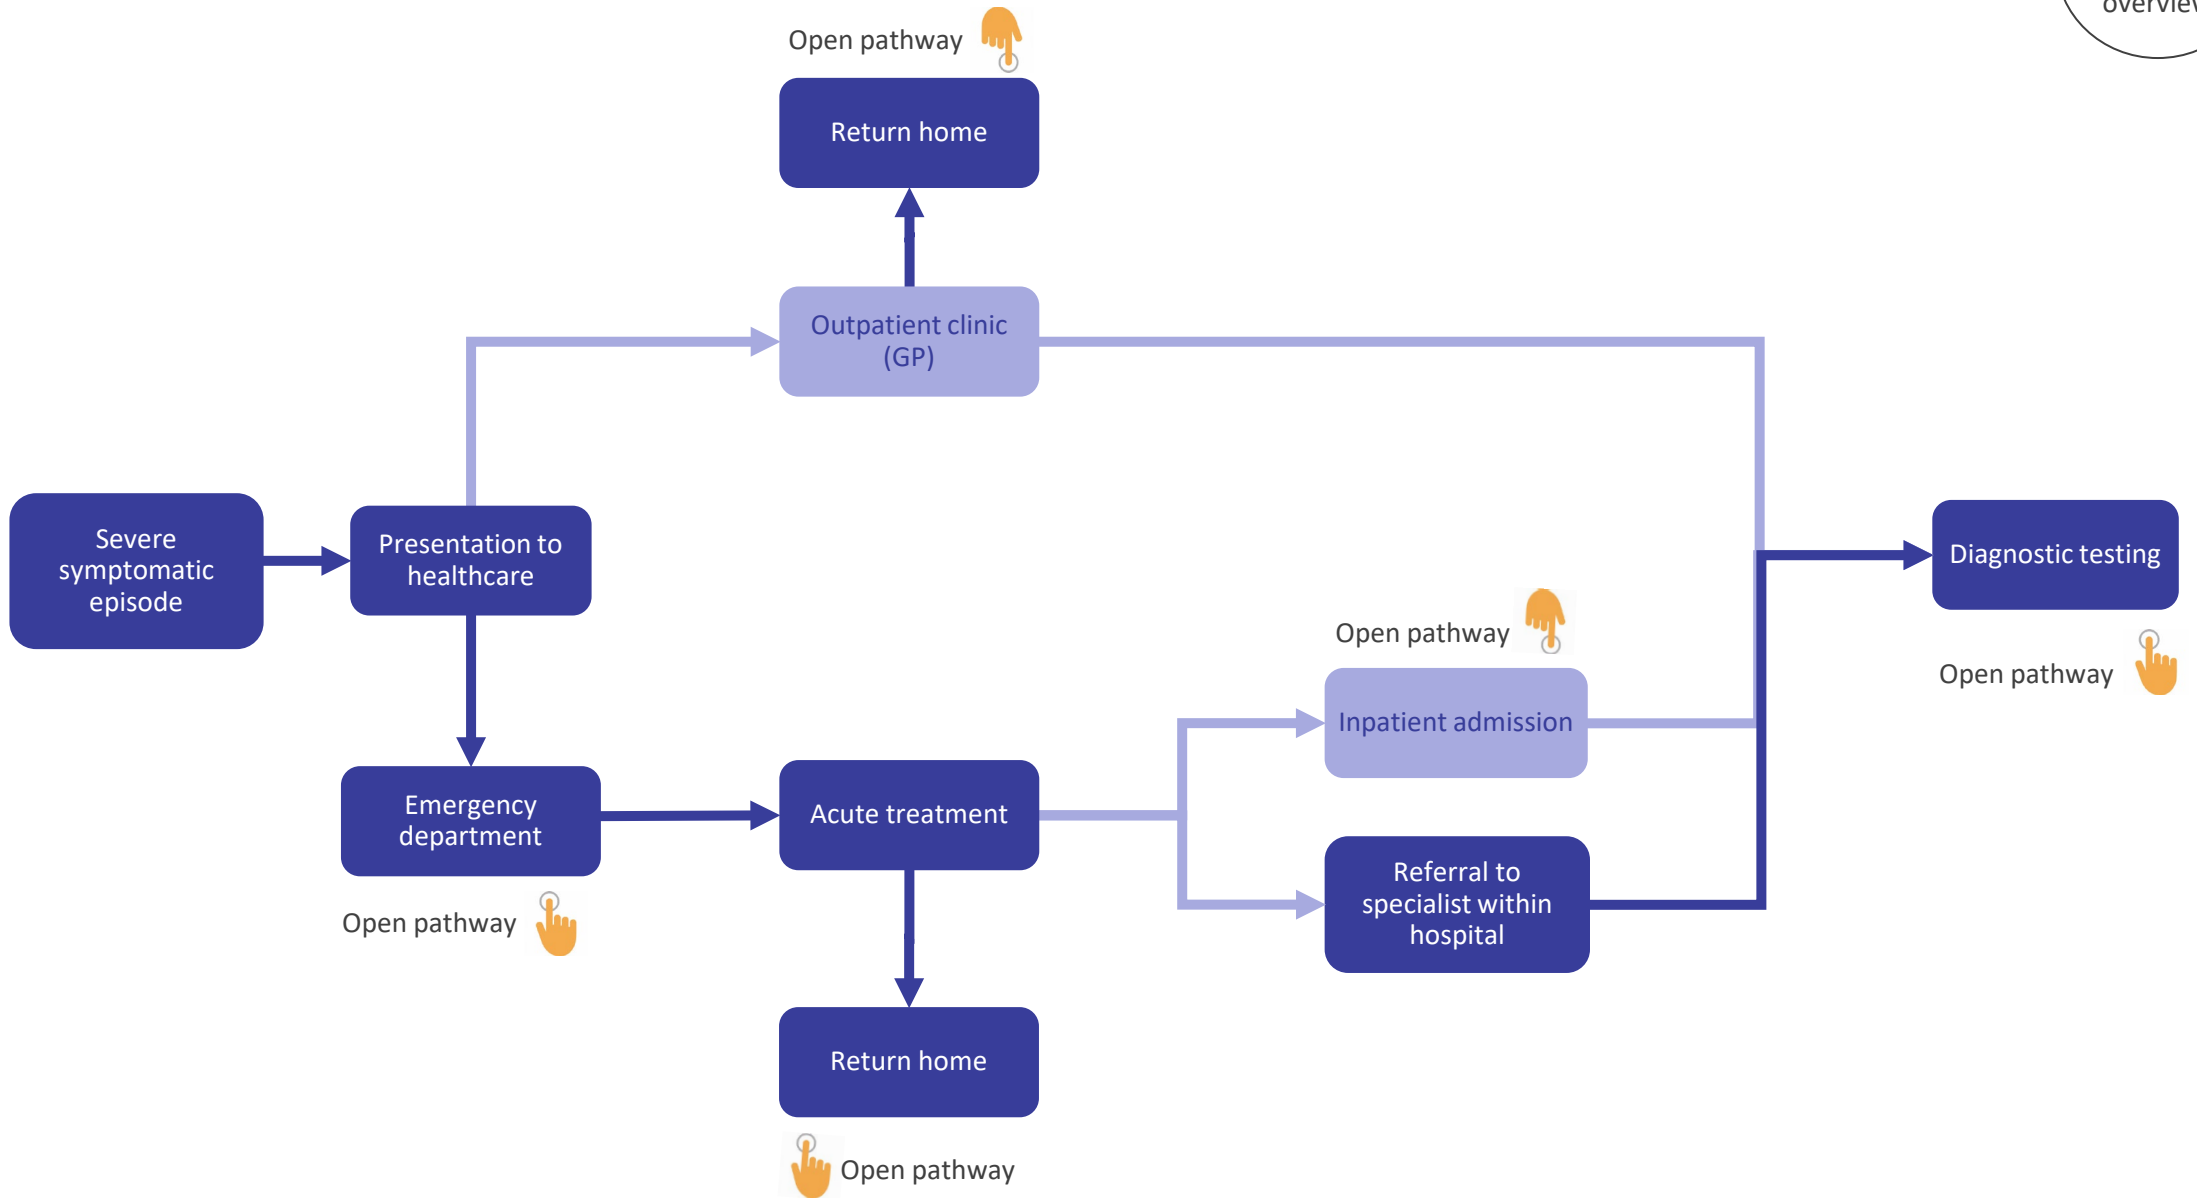 overview
Open pathway
Return home
Outpatient clinic
(GP)
Severe
symptomatic
episode
Presentation to
healthcare
Diagnostic testing
Open pathway
Open pathway
Inpatient admission
Emergency
department
Acute treatment
Referral to
specialist within
hospital
Open pathway
Return home
Open pathway